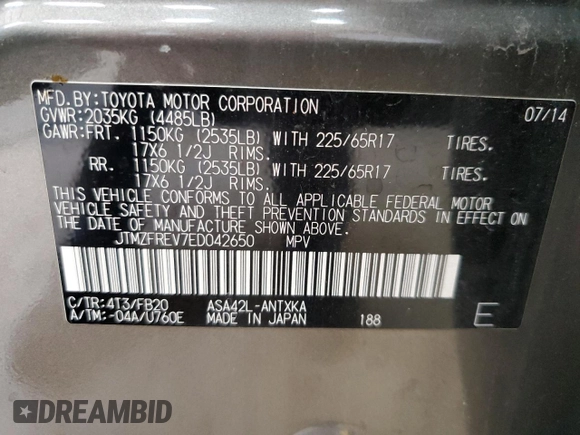 MFD.BY:TOYOTA MOTOR CORPORATION 07/14
GVWR:2035KG (4485LB)
GAWR:FRT. 1150KG (2535LB) WITH 225/65R17 TIRES.
17X6 1/2J RIMS.
RR. 1150KG (2535LB) WITH 225/65R17 TIRES.
17X6 1/2J RIMS.
THIS VEHICLE CONFORMS TO ALL APPLICABLE FEDERAL MOTOR
VEHICLE SAFETY AND THEFT PREVENTION STANDARDS IN EFFECT ON
THE DATE OF MANUFACTURE SHOWN ABOVE.
JTMZFREV7ED042650 MPV
C/TR:4T3/FB20 ASA42L-ANTXKA
A/TM:-04A/U760E MADE IN JAPAN 188 E
DREAMBID